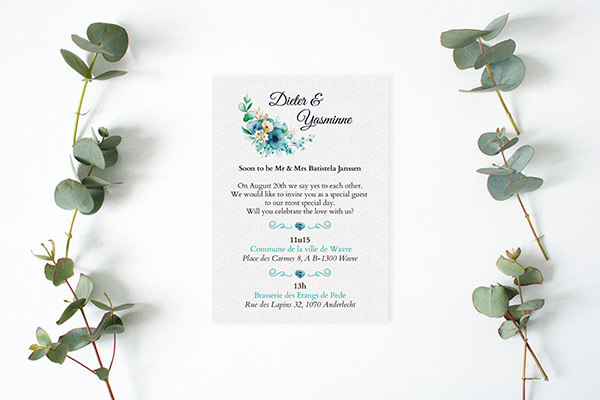 Dieter &
Yasminne
Soon to be Mr & Mrs Batistela Janssen
On August 20th we say yes to each other.
We would like to invite you as a special guest
to our most special day.
Will you celebrate the love with us?
11u15
Commune de la ville de Wavre
Place des Carmes 8, A B-1300 Wavre
13h
Brasserie des Etangs de Pede
Rue des Lapins 32, 1070 Anderlecht